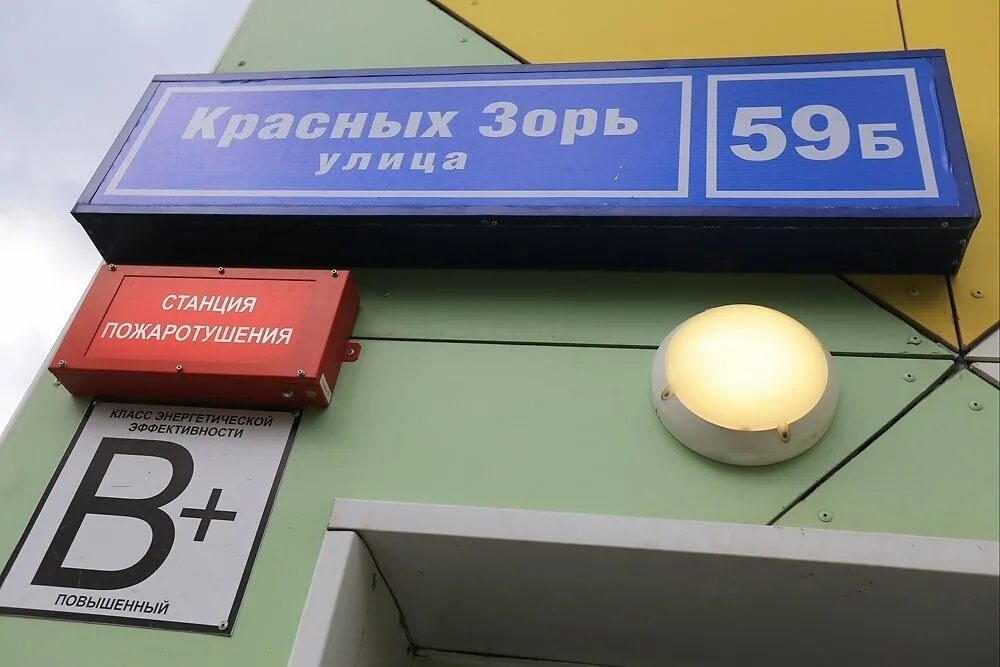 Красных Зорь
улица
59Б
СТАНЦИЯ
ПОЖАРОТУШЕНИЯ
КЛАСС ЭНЕРГЕТИЧЕСКОЙ
ЭФФЕКТИВНОСТИ
B+
ПОВЫШЕННЫЙ